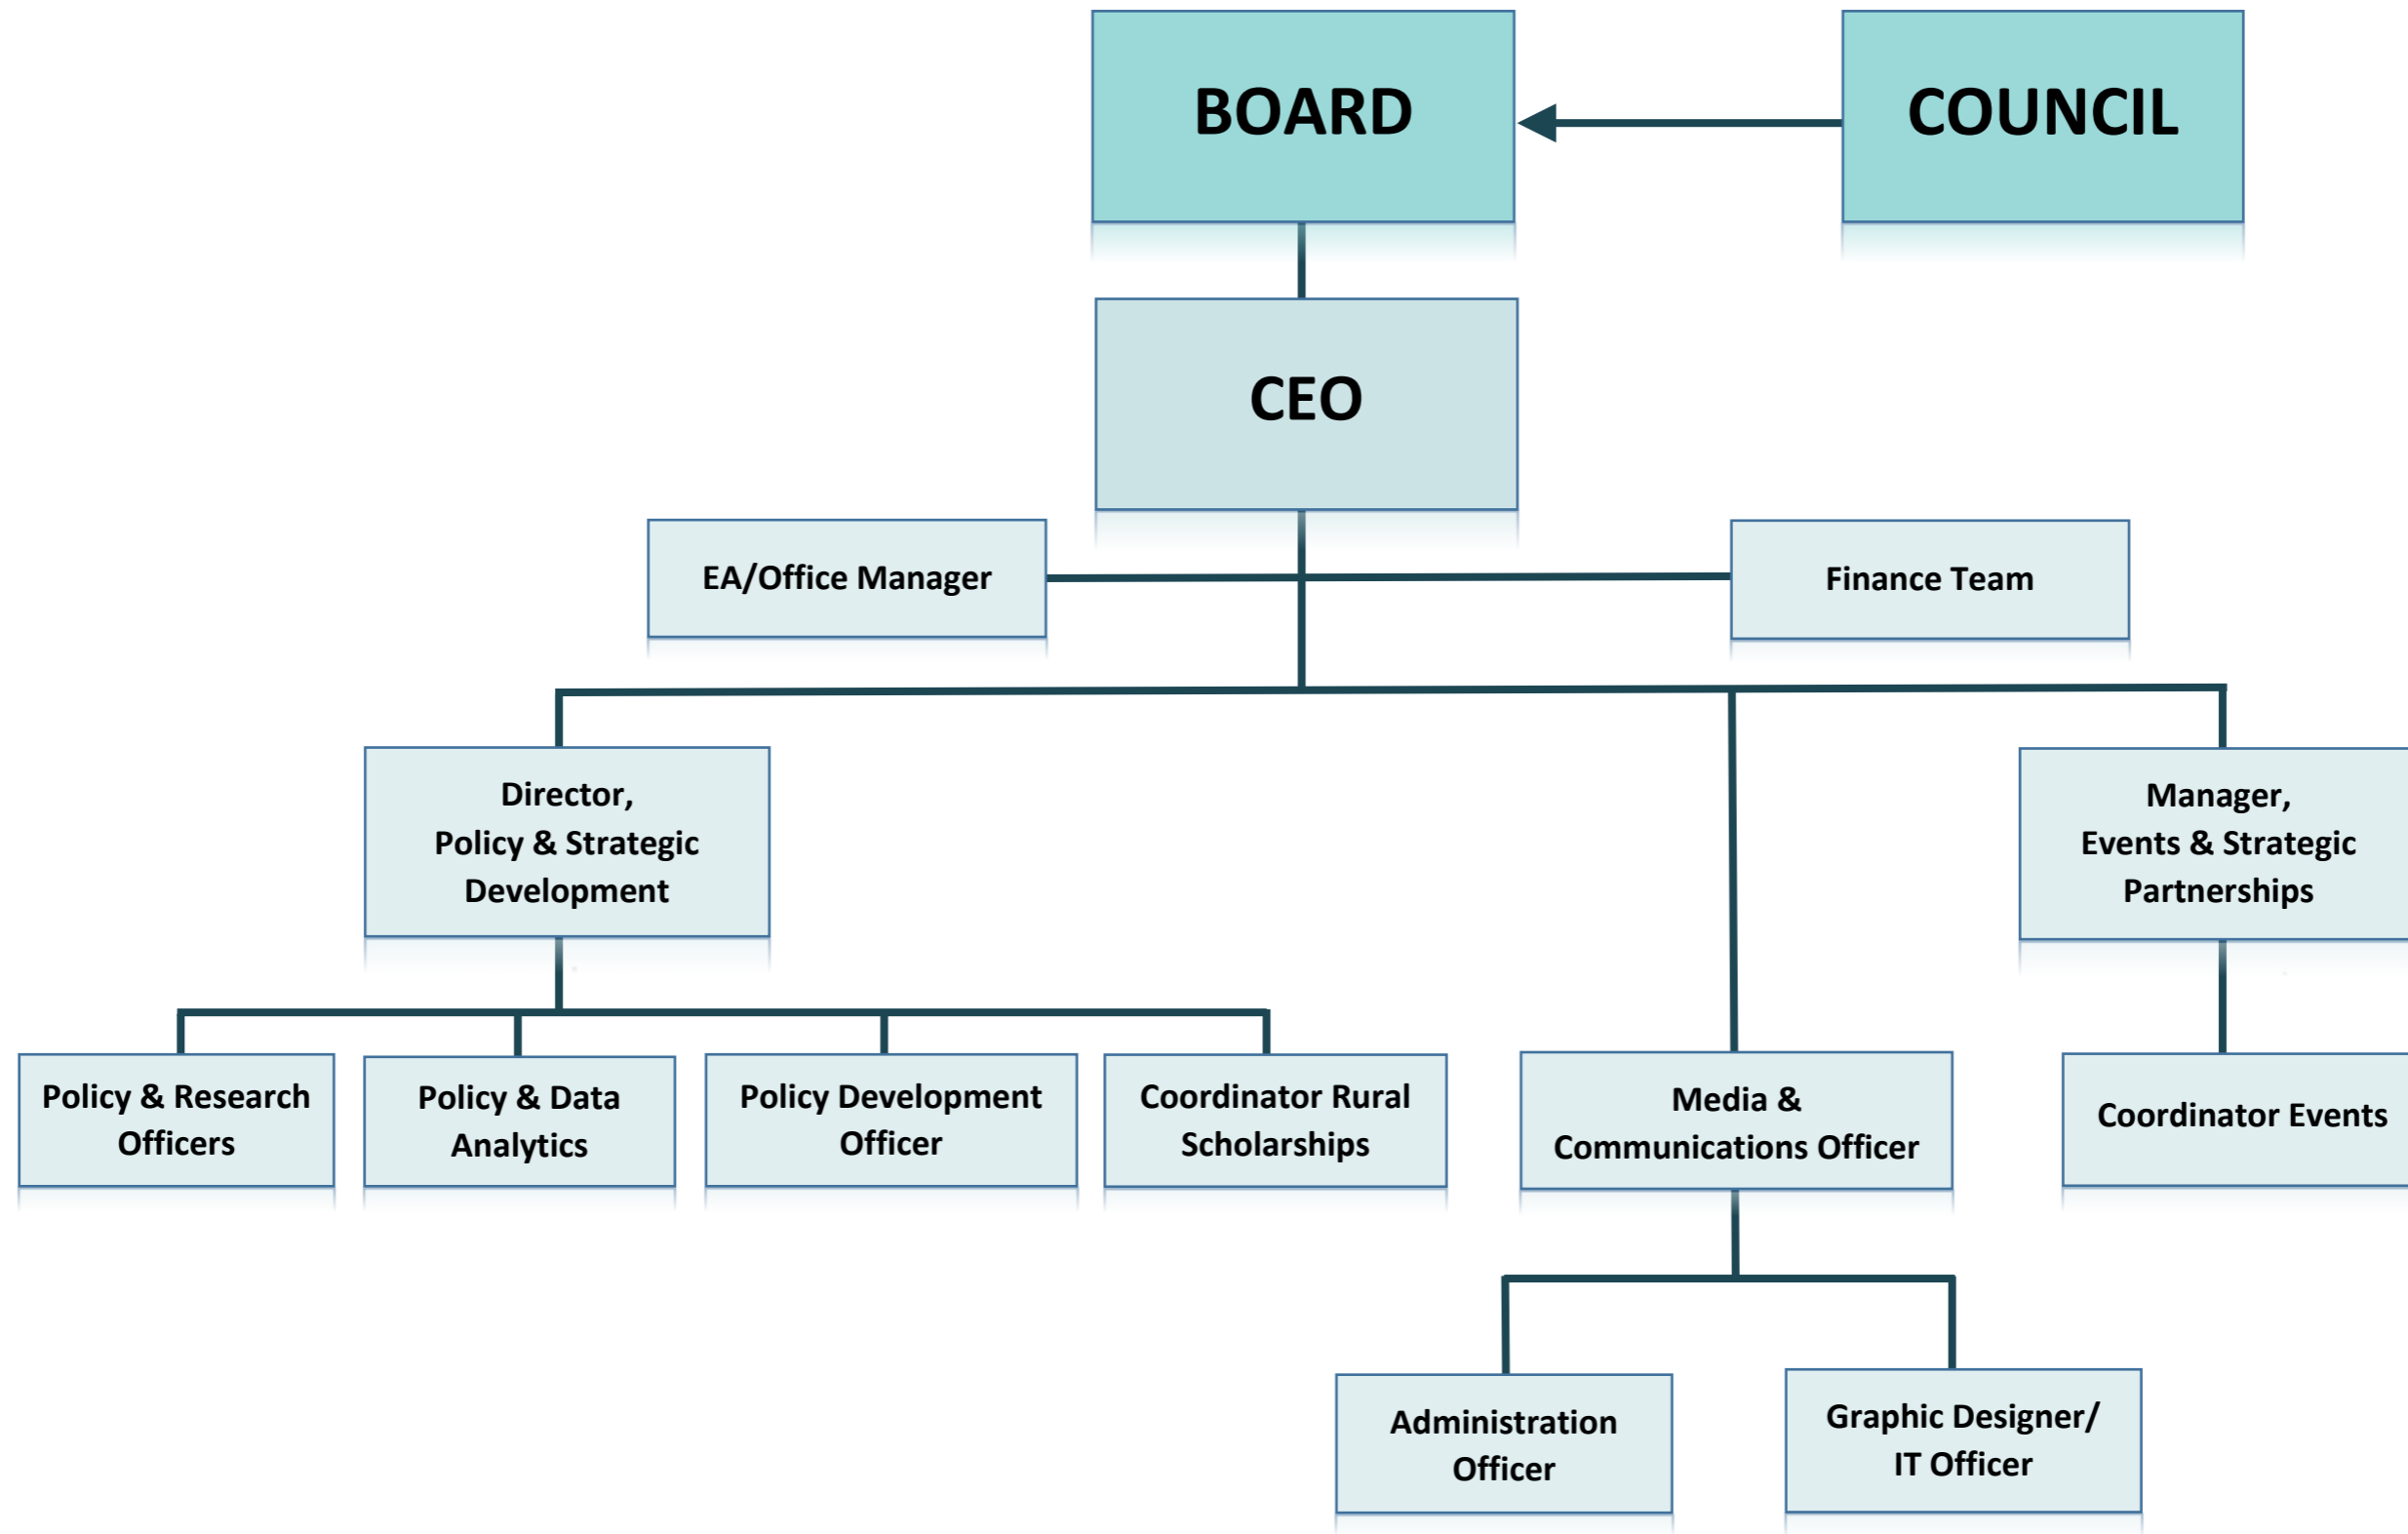 BOARD
COUNCIL
CEO
EA/Office Manager
Finance Team
Director,
Policy & Strategic
Development
Manager,
Events & Strategic
Partnerships
Policy & Research
Officers
Policy & Data
Analytics
Policy Development
Officer
Coordinator Rural
Scholarships
Media &
Communications Officer
Coordinator Events
Administration
Officer
Graphic Designer/
IT Officer